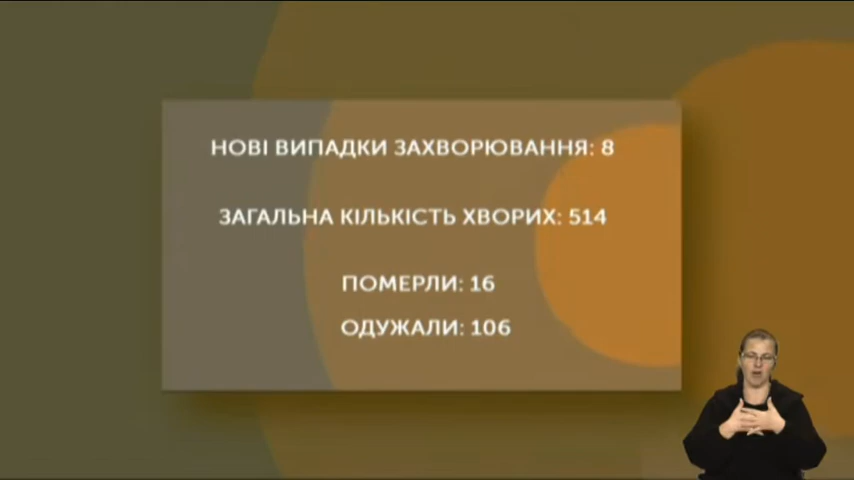 НОВІ ВИПАДКИ ЗАХВОРЮВАННЯ: 8
ЗАГАЛЬНА КІЛЬКІСТЬ ХВОРИХ: 514
ПОМЕРЛИ: 16
ОДУЖАЛИ: 106